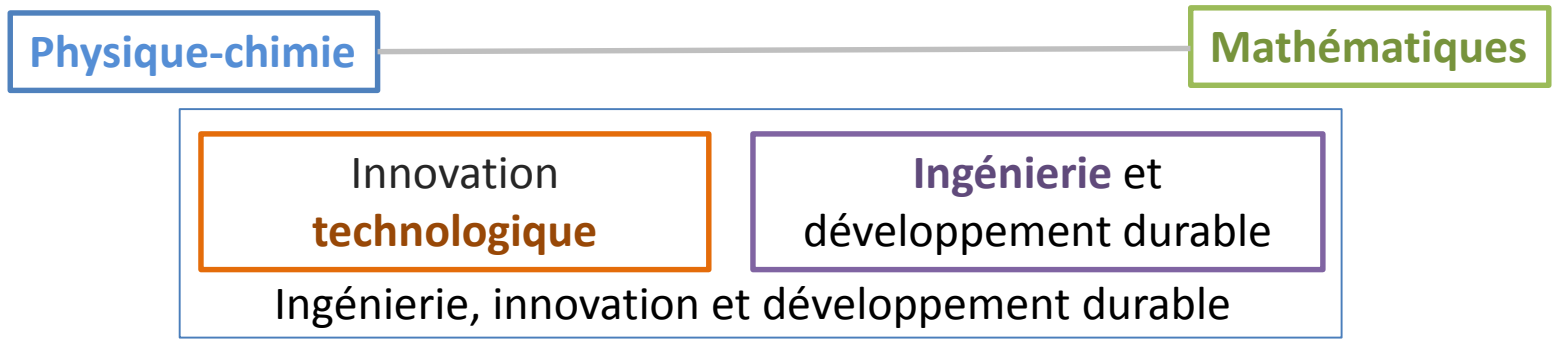 Physique-chimie
Mathématiques
Innovation
technologique
Ingénierie et
développement durable
Ingénierie, innovation et développement durable